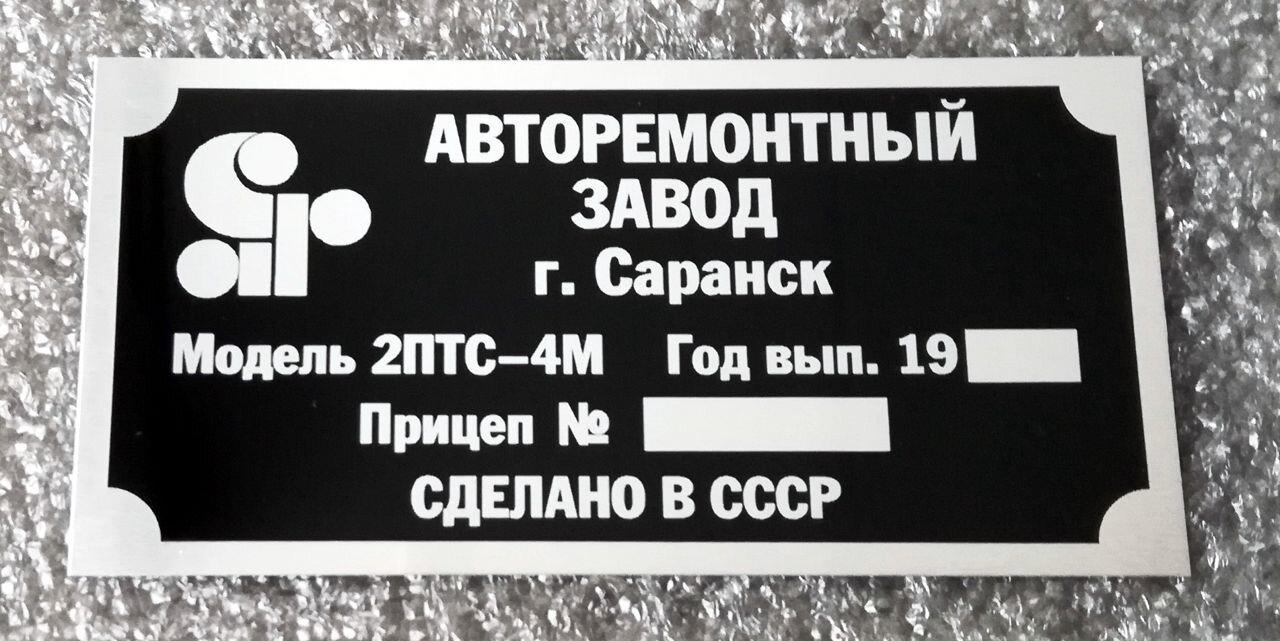 АВТОРЕМОНТНЫЙ
ЗАВОД
г. Саранск
Модель 2ПТС-4М Год вып. 19
Прицеп №
СДЕЛАНО В СССР